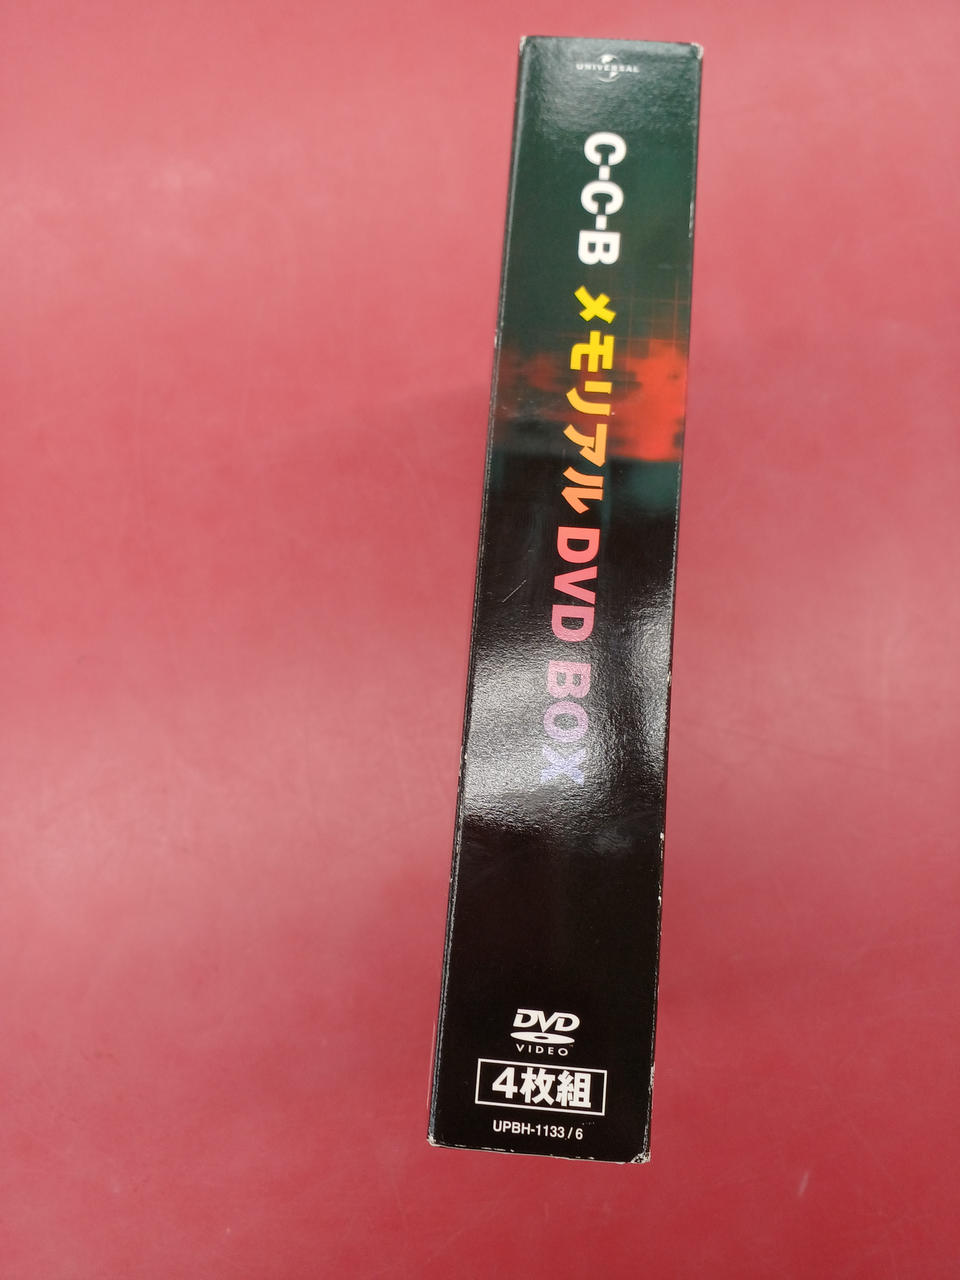 UNIVERSAL
C-C-B メモリアル DVD BOX
DVD
VIDEO
4枚組
UPBH-1133/6